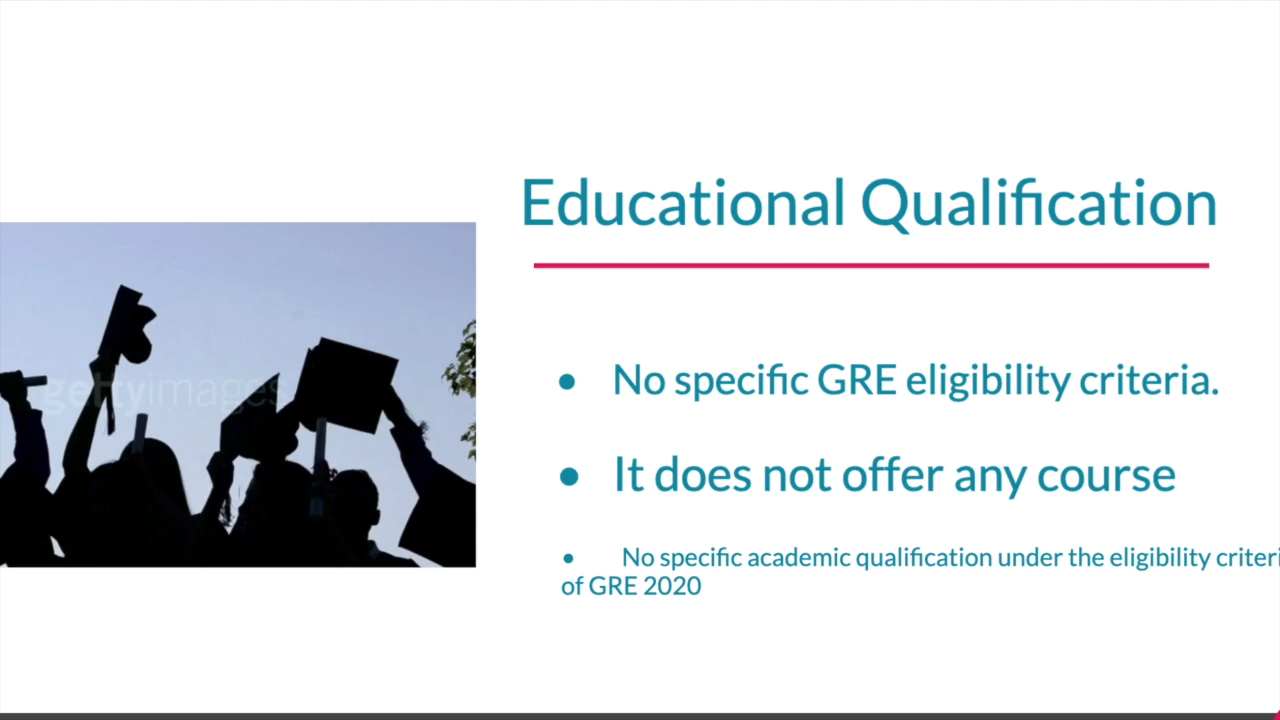 Educational Qualification
gettyimages
• No specific GRE eligibility criteria.
• It does not offer any course
• No specific academic qualification under the eligibility criteri
of GRE 2020